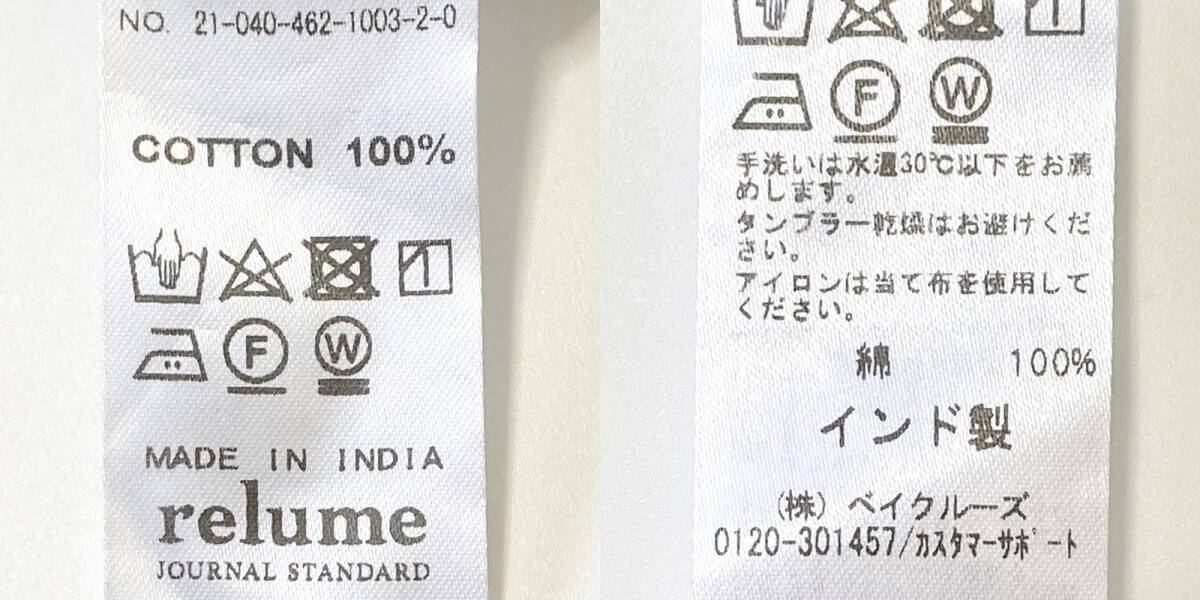 NO. 21-040-462-1003-2-0
COTTON 100%
F W
MADE IN INDIA
relume
JOURNAL STANDARD
F W
手洗いは水温30℃以下をお薦
めします。
タンブラー乾燥はお避けくだ
さい。
アイロンは当て布を使用して
ください。
綿 100%
インド製
(株) ベイクルーズ
0120-301457/カスタマーサポート